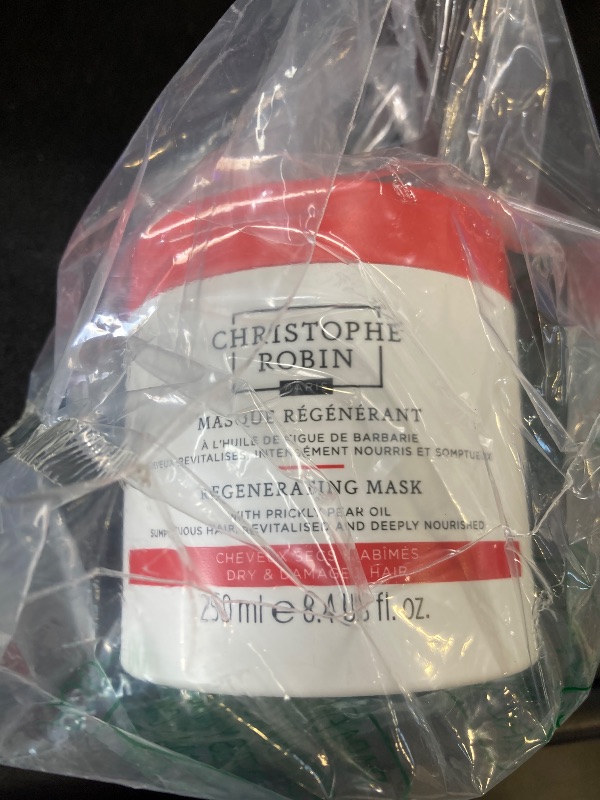 CHRISTOPHE
ROBIN
PARIS
MASQUE RÉGÉNÉRANT
À L'HUILE DE FIGUE DE BARBARIE
REVITALISÉS, INTENSÉMENT NOURRIS ET SOMPTUEUX
REGENERATING MASK
WITH PRICKLY PEAR OIL
SUMPTUOUS HAIR, REVITALISED AND DEEPLY NOURISHED
CHEVEUX SECS & ABÎMÉS
DRY & DAMAGED HAIR
250 ml e 8.4 US fl. oz.